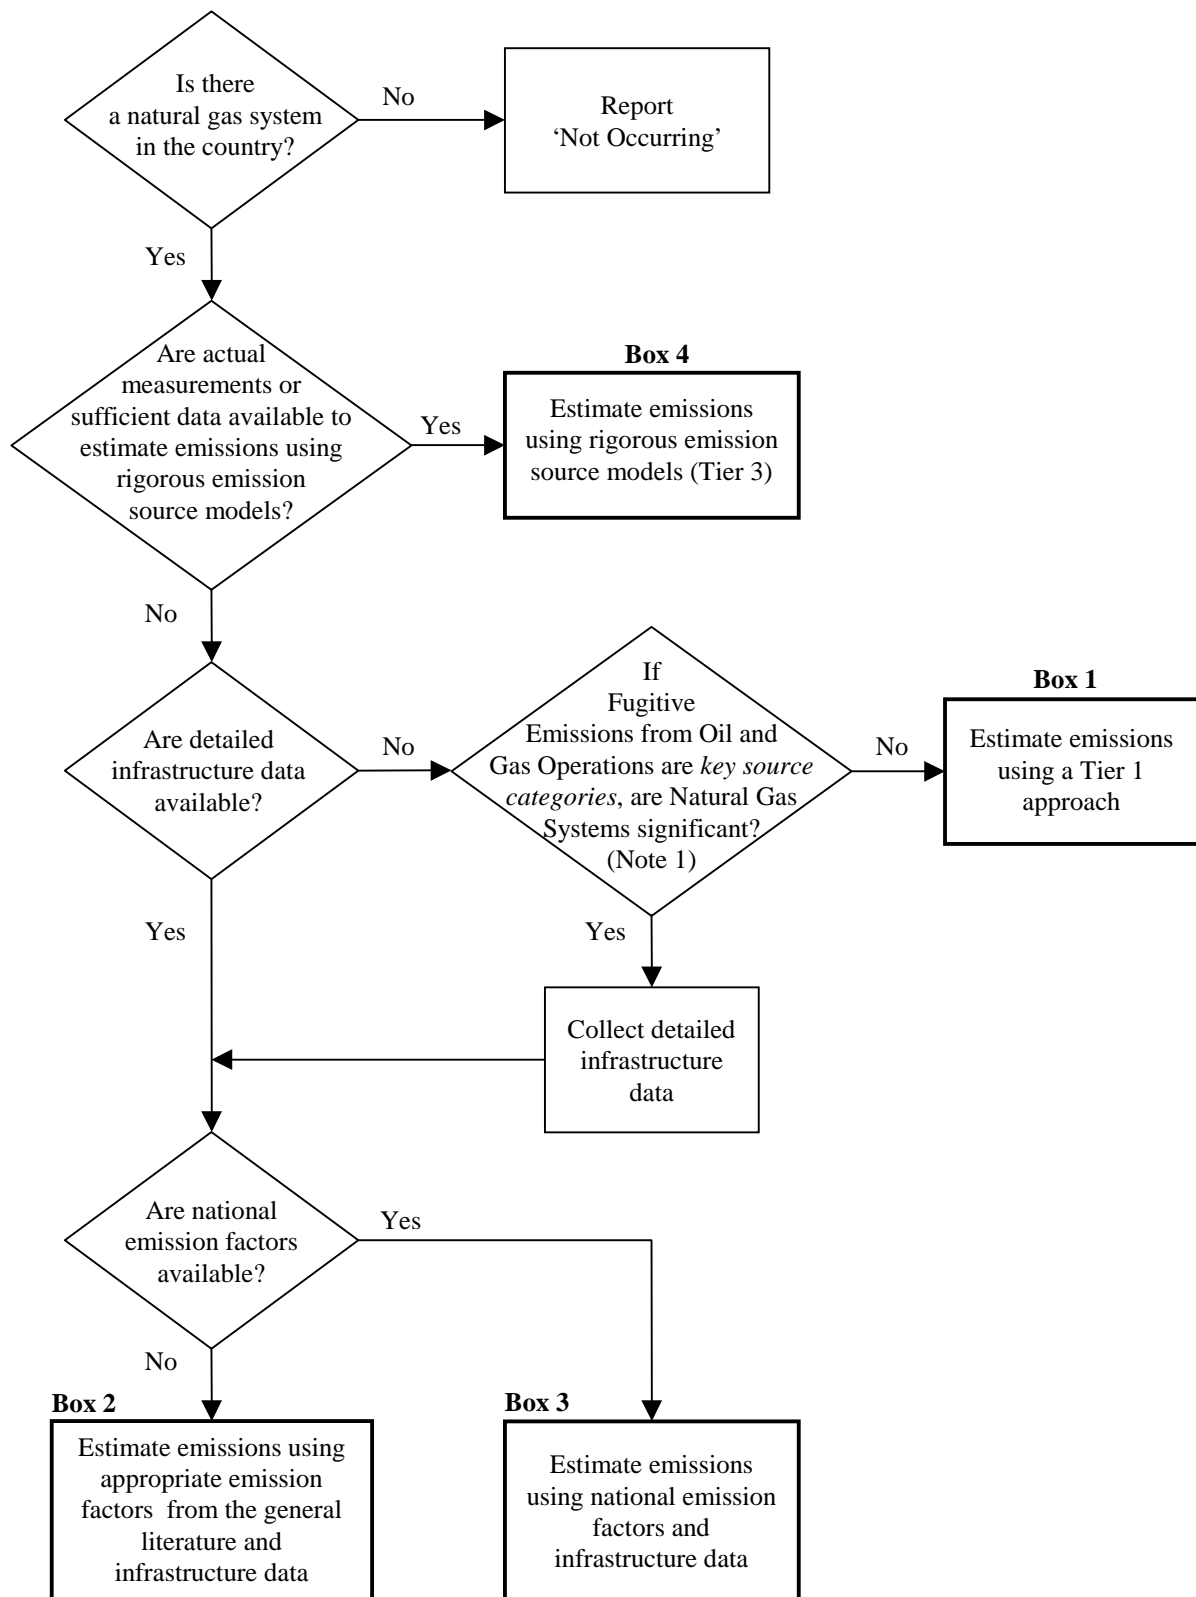 Is there
a natural gas system
in the country?
No
Report
‘Not Occurring’
Yes
Are actual
measurements or
sufficient data available to
estimate emissions using
rigorous emission
source models?
Yes
Box 4
Estimate emissions
using rigorous emission
source models (Tier 3)
No
Are detailed
infrastructure data
available?
No
If
Fugitive
Emissions from Oil and
Gas Operations are key source
categories, are Natural Gas
Systems significant?
(Note 1)
No
Box 1
Estimate emissions
using a Tier 1
approach
Yes
Yes
Collect detailed
infrastructure
data
Are national
emission factors
available?
Yes
No
Box 2
Estimate emissions using
appropriate emission
factors from the general
literature and
infrastructure data
Box 3
Estimate emissions
using national emission
factors and
infrastructure data